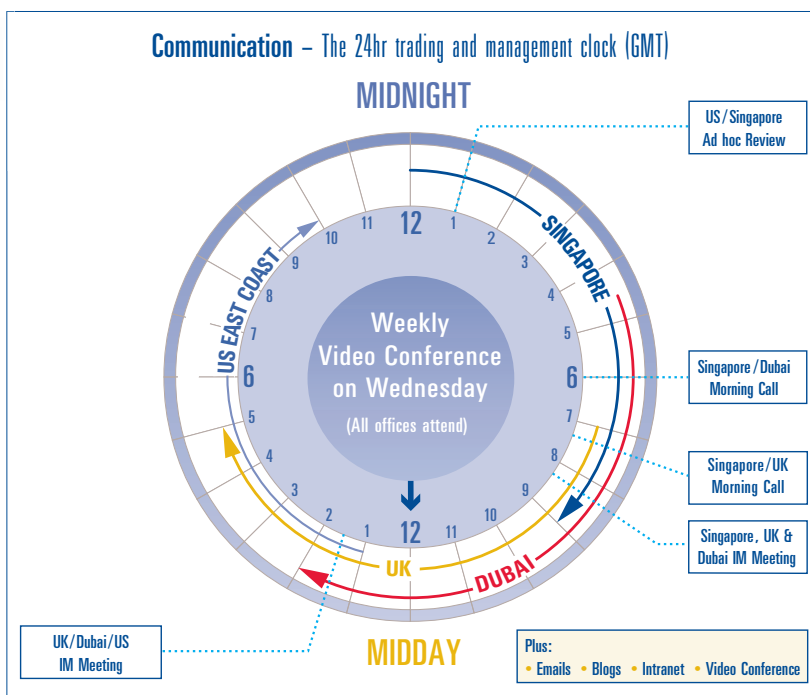 Communication – The 24hr trading and management clock (GMT)
MIDNIGHT
US/Singapore
Ad hoc Review
12
1
2
3
4
5
6
7
8
9
10
11
12
1
2
3
4
5
6
7
8
9
10
11
SINGAPORE
US EAST COAST
Weekly
Video Conference
on Wednesday
(All offices attend)
Singapore/Dubai
Morning Call
Singapore/UK
Morning Call
Singapore, UK &
Dubai IM Meeting
UK
DUBAI
MIDDAY
UK/Dubai/US
IM Meeting
Plus:
• Emails • Blogs • Intranet • Video Conference